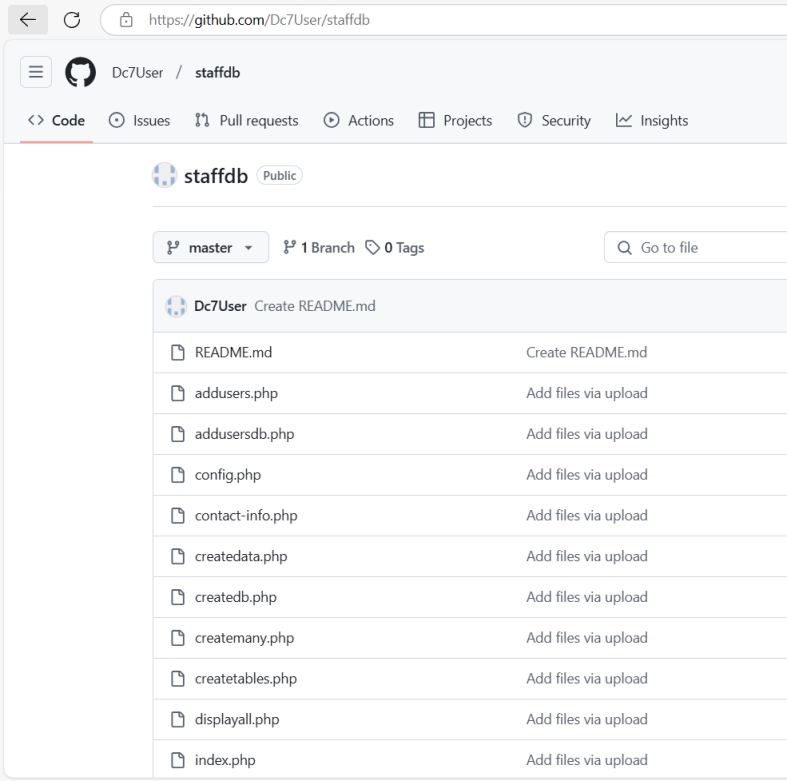 https://github.com/Dc7User/staffdb
Dc7User / staffdb
<> Code Issues Pull requests Actions Projects Security Insights
staffdb Public
master 1 Branch 0 Tags Go to file
Dc7User Create README.md
README.md Create README.md
addusers.php Add files via upload
addusersdb.php Add files via upload
config.php Add files via upload
contact-info.php Add files via upload
createdata.php Add files via upload
createdb.php Add files via upload
createmany.php Add files via upload
createtables.php Add files via upload
displayall.php Add files via upload
index.php Add files via upload